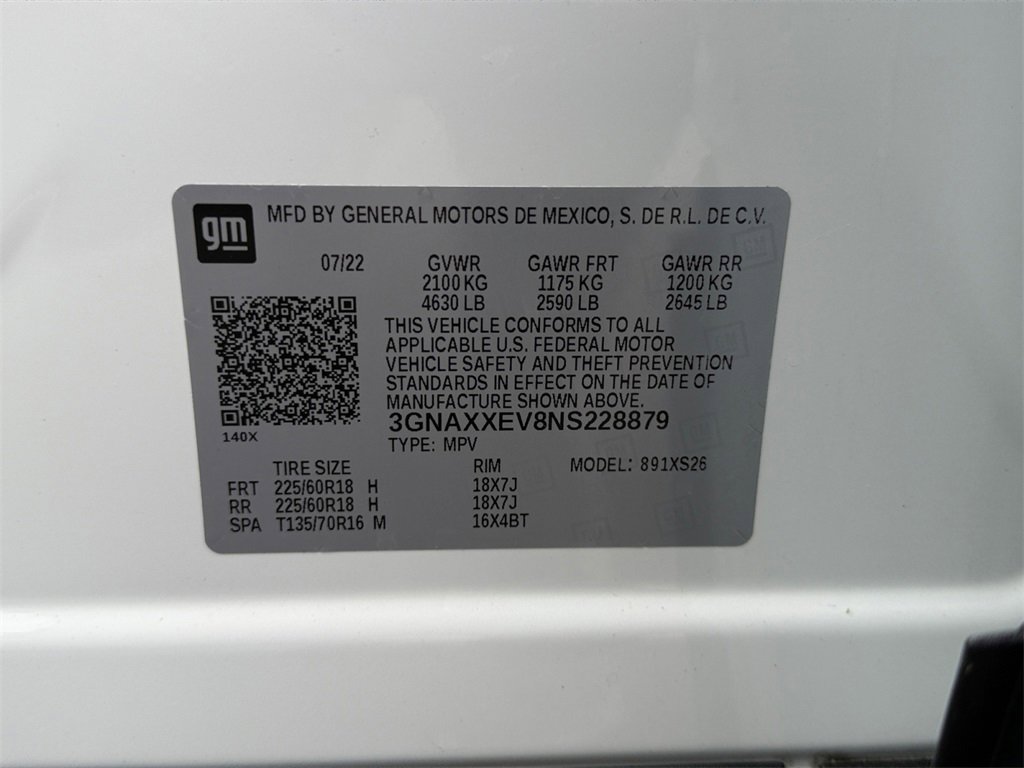 gm
MFD BY GENERAL MOTORS DE MEXICO, S. DE R.L. DE C.V.
07/22 GVWR GAWR FRT GAWR RR
2100 KG 1175 KG 1200 KG
4630 LB 2590 LB 2645 LB
THIS VEHICLE CONFORMS TO ALL
APPLICABLE U.S. FEDERAL MOTOR
VEHICLE SAFETY AND THEFT PREVENTION
STANDARDS IN EFFECT ON THE DATE OF
MANUFACTURE SHOWN ABOVE.
3GNAXXEV8NS228879
140X
TYPE: MPV
TIRE SIZE RIM MODEL: 891XS26
FRT 225/60R18 H 18X7J
RR 225/60R18 H 18X7J
SPA T135/70R16 M 16X4BT